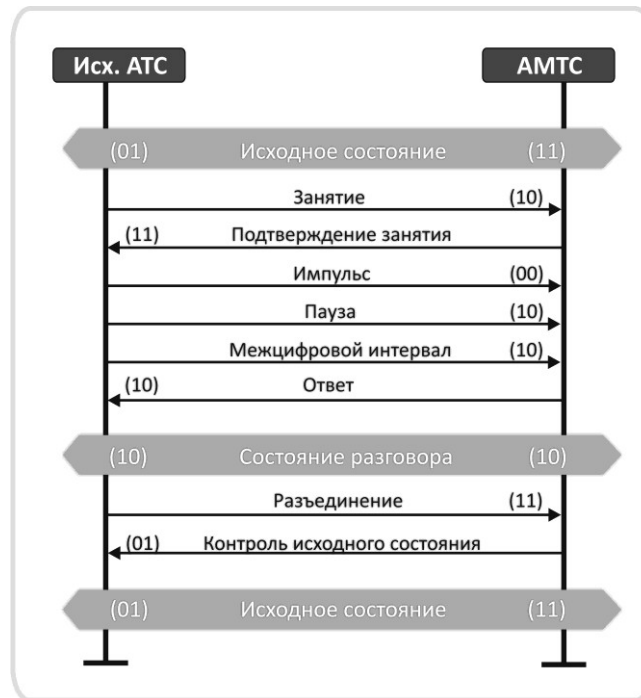 Исх. АТС АМТС
(01) Исходное состояние (11)
Занятие (10)
(11) Подтверждение занятия
Импульс (00)
Пауза (10)
Межцифровой интервал (10)
(10) Ответ
(10) Состояние разговора (10)
Разъединение (11)
(01) Контроль исходного состояния
(01) Исходное состояние (11)